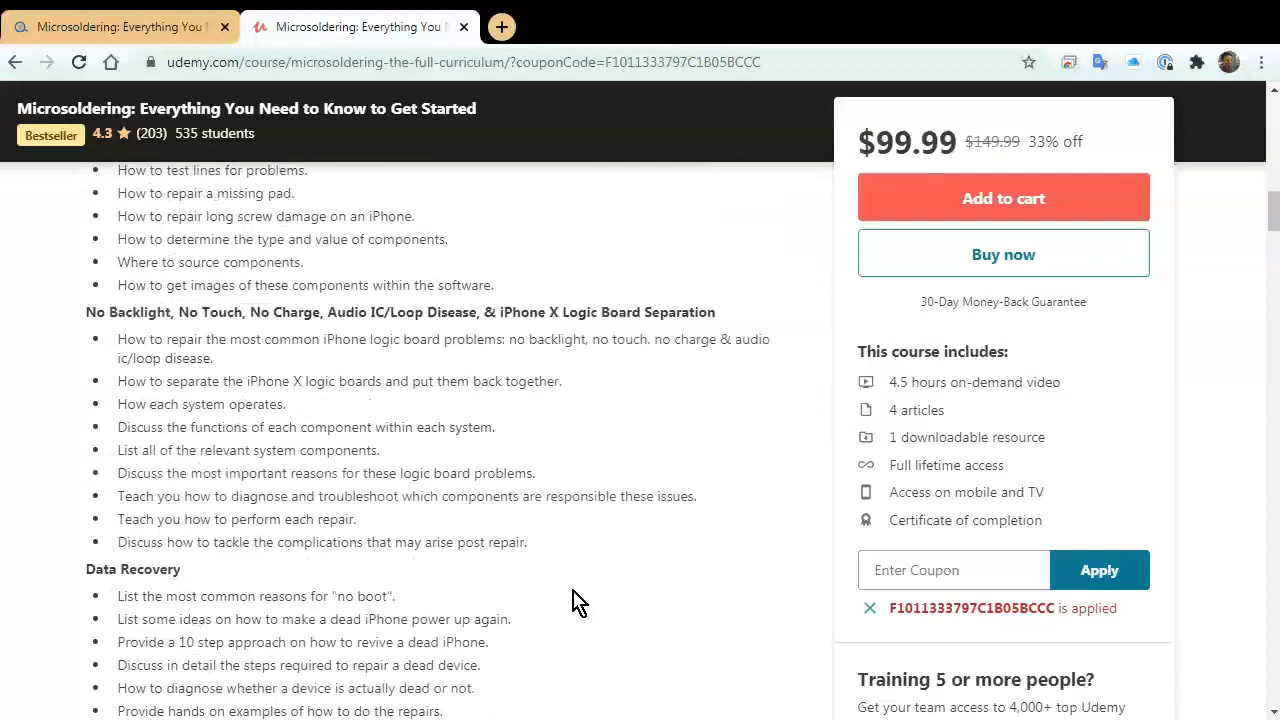 Microsoldering: Everything You
Microsoldering: Everything You
udemy.com/course/microsoldering-the-full-curriculum/?couponCode=F1011333797C1B05BCCC
Microsoldering: Everything You Need to Know to Get Started
Bestseller 4.3 (203) 535 students
How to test lines for problems.
How to repair a missing pad.
How to repair long screw damage on an iPhone.
How to determine the type and value of components.
Where to source components.
How to get images of these components within the software.
No Backlight, No Touch, No Charge, Audio IC/Loop Disease, & iPhone X Logic Board Separation
How to repair the most common iPhone logic board problems: no backlight, no touch. no charge & audio
ic/loop disease.
How to separate the iPhone X logic boards and put them back together.
How each system operates.
Discuss the functions of each component within each system.
List all of the relevant system components.
Discuss the most important reasons for these logic board problems.
Teach you how to diagnose and troubleshoot which components are responsible these issues.
Teach you how to perform each repair.
Discuss how to tackle the complications that may arise post repair.
Data Recovery
List the most common reasons for "no boot".
List some ideas on how to make a dead iPhone power up again.
Provide a 10 step approach on how to revive a dead iPhone.
Discuss in detail the steps required to repair a dead device.
How to diagnose whether a device is actually dead or not.
Provide hands on examples of how to do the repairs.
$99.99 $149.99 33% off
Add to cart
Buy now
30-Day Money-Back Guarantee
This course includes:
4.5 hours on-demand video
4 articles
1 downloadable resource
Full lifetime access
Access on mobile and TV
Certificate of completion
Enter Coupon Apply
F1011333797C1B05BCCC is applied
Training 5 or more people?
Get your team access to 4,000+ top Udemy